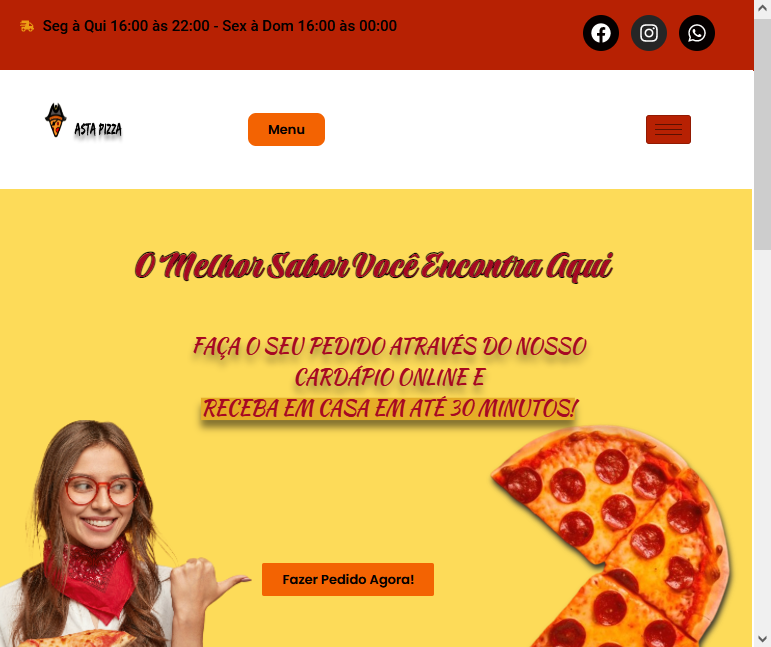 Seg à Qui 16:00 às 22:00 - Sex à Dom 16:00 às 00:00
ASTA PIZZA
Menu
O Melhor Sabor Você Encontra Aqui
FAÇA O SEU PEDIDO ATRAVÉS DO NOSSO
CARDÁPIO ONLINE E
RECEBA EM CASA EM ATÉ 30 MINUTOS!
Fazer Pedido Agora!